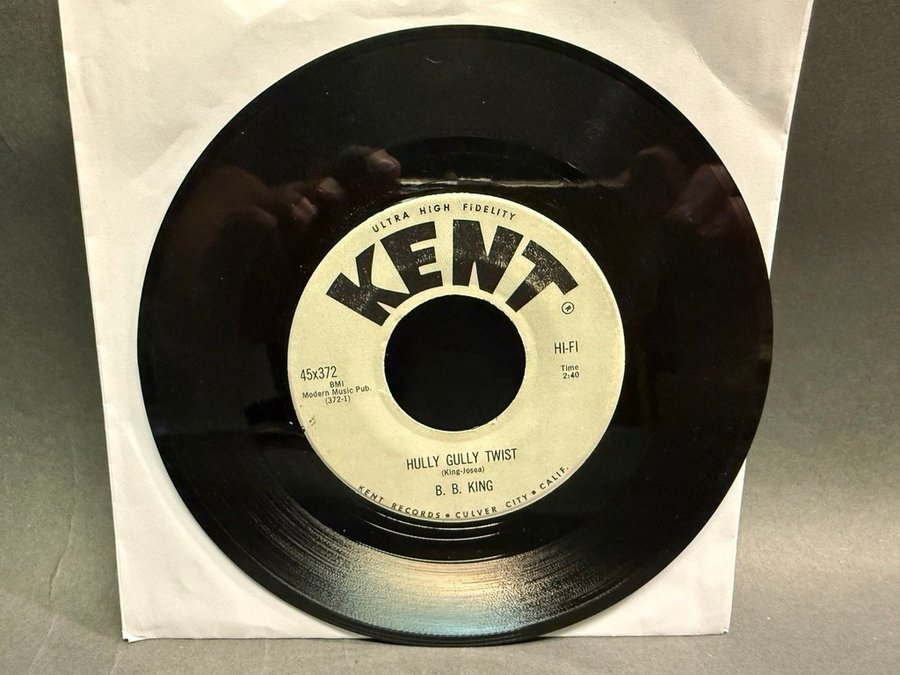 ULTRA HIGH FiDELITY
KENT®
HI-FI
Time
2:40
45x372
BMI
Modern Music Pub.
(372-1)
HULLY GULLY TWIST
(King-Josea)
B. B. KING
KENT RECORDS • CULVER CITY • CALIF.